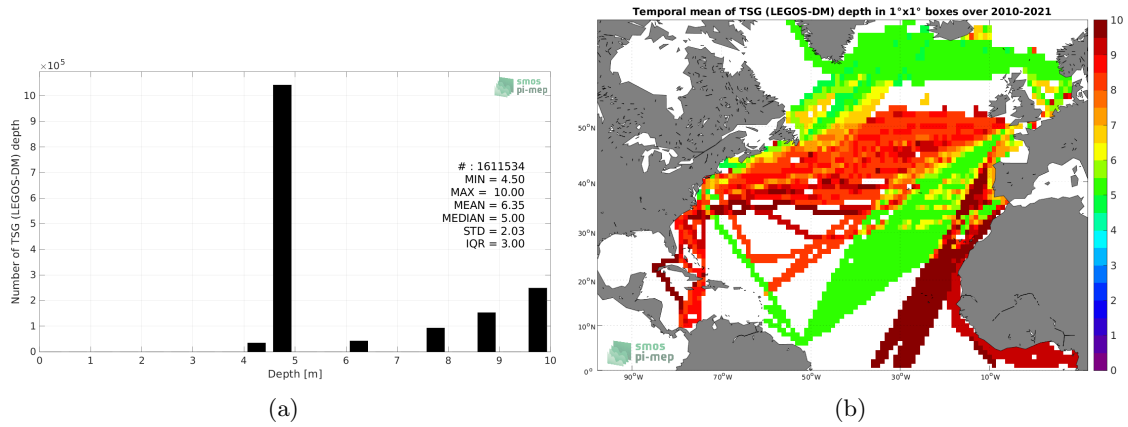 ×10⁵
10
9
8
7
6
5
4
3
2
1
0
Number of TSG (LEGOS-DM) depth
smos
pi-mep
# : 1611534
MIN = 4.50
MAX = 10.00
MEAN = 6.35
MEDIAN = 5.00
STD = 2.03
IQR = 3.00
0 1 2 3 4 5 6 7 8 9 10
Depth [m]
(a)
Temporal mean of TSG (LEGOS-DM) depth in 1°x1° boxes over 2010-2021
50°N
40°N
30°N
20°N
10°N
0°
90°W 70°W 50°W 30°W 10°W
smos
pi-mep
10
9
8
7
6
5
4
3
2
1
0
(b)